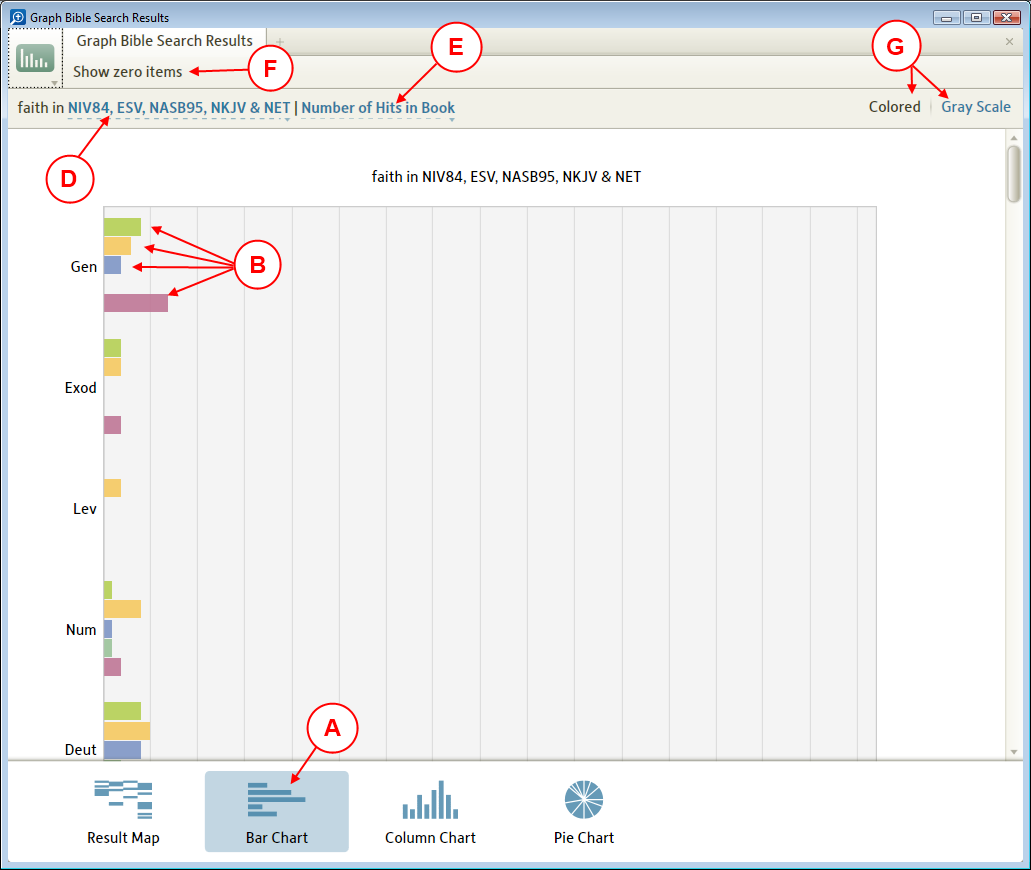 Graph Bible Search Results
Graph Bible Search Results
Show zero items
F
E
G
faith in NIV84, ESV, NASB95, NKJV & NET | Number of Hits in Book
Colored
Gray Scale
D
faith in NIV84, ESV, NASB95, NKJV & NET
B
Gen
Exod
Lev
Num
Deut
A
Result Map
Bar Chart
Column Chart
Pie Chart